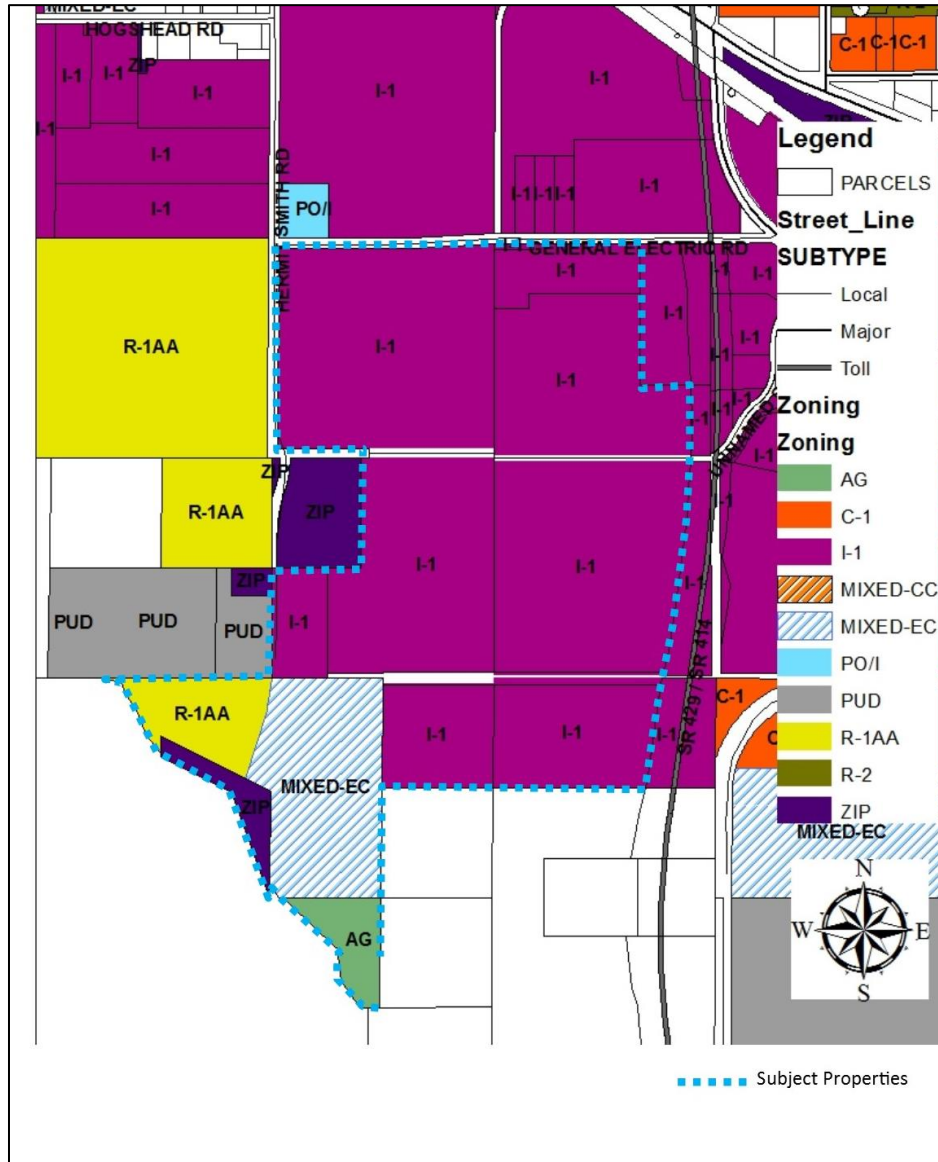 MIXED-EC
HOGSHEAD RD
ZIP
I-1
I-1
I-1
I-1
I-1
I-1
I-1
C-1
C-1
C-1
I-1
I-1
I-1
I-1
I-1
PO/I
HERMIT SMITH RD
GENERAL ELECTRIC RD
R-1AA
I-1
I-1
I-1
I-1
I-1
I-1
I-1
I-1
I-1
I-1
I-1
I-1
UNNAMED
I-1
I-1
ZIP
ZIP
R-1AA
ZIP
PUD
PUD
PUD
I-1
I-1
I-1
I-1
SR 429 / SR 414
R-1AA
MIXED-EC
ZIP
I-1
I-1
I-1
C-1
MIXED-EC
AG
Legend
PARCELS
Street_Line
SUBTYPE
Local
Major
Toll
Zoning
Zoning
AG
C-1
I-1
MIXED-CC
MIXED-EC
PO/I
PUD
R-1AA
R-2
ZIP
N
W
E
S
Subject Properties